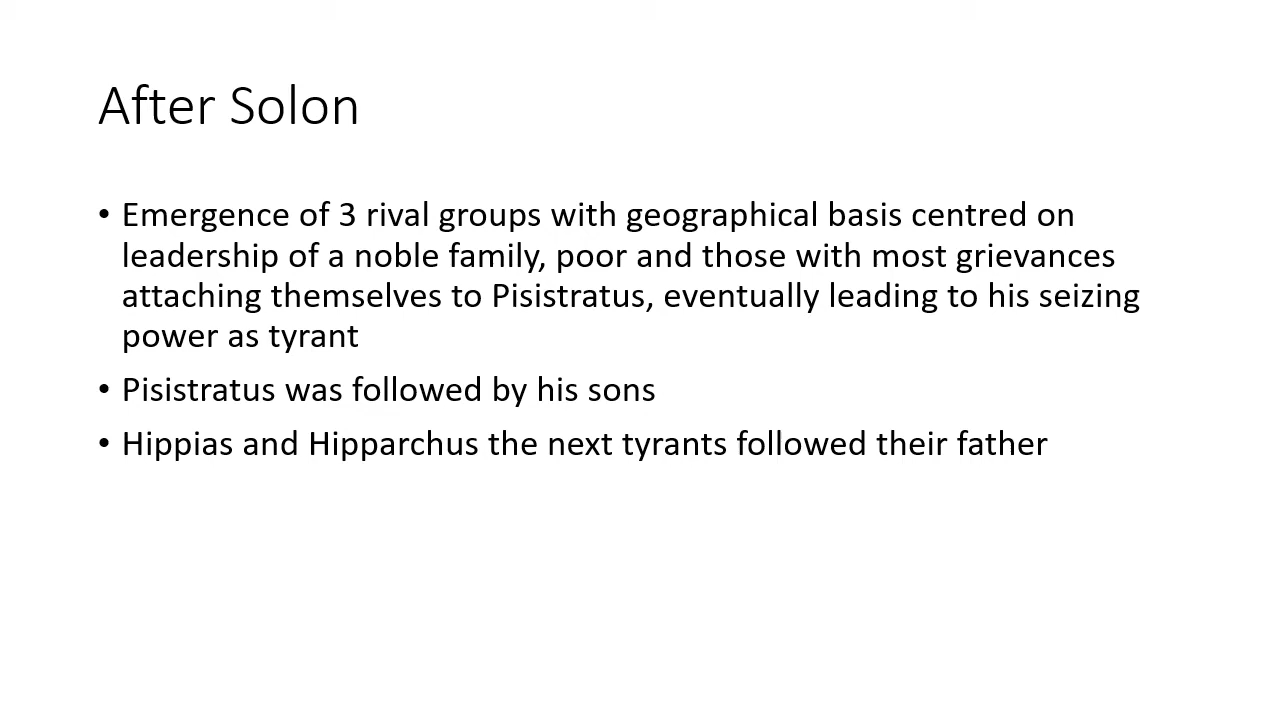 After Solon
• Emergence of 3 rival groups with geographical basis centred on
leadership of a noble family, poor and those with most grievances
attaching themselves to Pisistratus, eventually leading to his seizing
power as tyrant
• Pisistratus was followed by his sons
• Hippias and Hipparchus the next tyrants followed their father